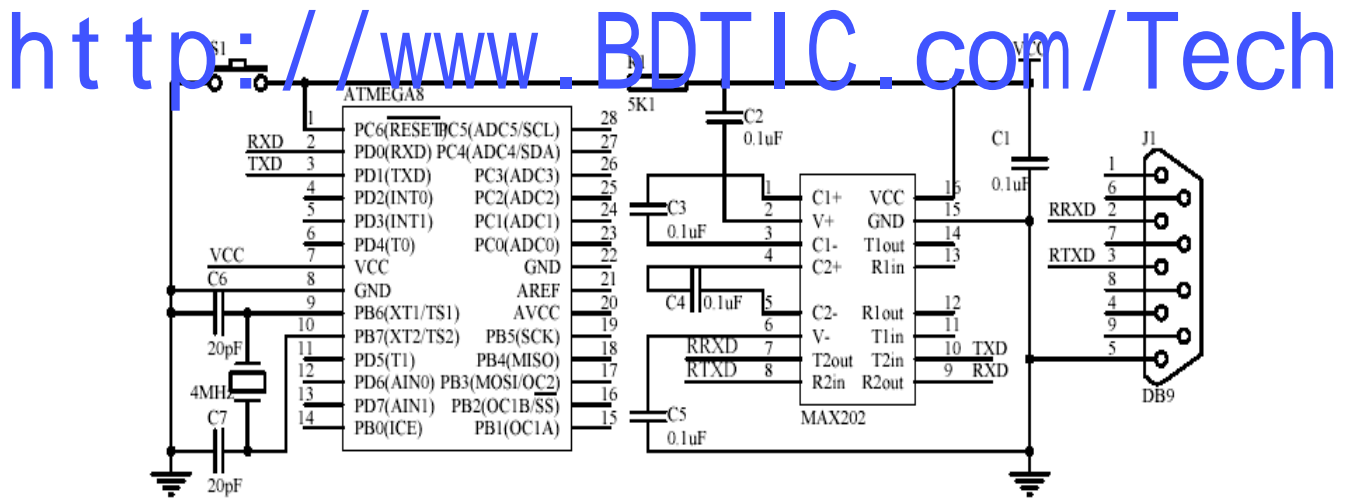 http://www.BDTIC.com/Tech
S1
R1
VCC
5K1
ATMEGA8
1 PC6(RESET) PC5(ADC5/SCL) 28
RXD 2 PD0(RXD) PC4(ADC4/SDA) 27
TXD 3 PD1(TXD) PC3(ADC3) 26
4 PD2(INT0) PC2(ADC2) 25
5 PD3(INT1) PC1(ADC1) 24
6 PD4(T0) PC0(ADC0) 23
VCC 7 VCC GND 22
8 GND AREF 21
9 PB6(XT1/TS1) AVCC 20
10 PB7(XT2/TS2) PB5(SCK) 19
11 PD5(T1) PB4(MISO) 18
12 PD6(AIN0) PB3(MOSI/OC2) 17
13 PD7(AIN1) PB2(OC1B/SS) 16
14 PB0(ICE) PB1(OC1A) 15
C6
20pF
4MHz
C7
20pF
C2
0.1uF
C3
0.1uF
C4 0.1uF
C5
0.1uF
C1
0.1uF
1 C1+ VCC 16
2 V+ GND 15
3 C1- T1out 14
4 C2+ R1in 13
5 C2- R1out 12
6 V- T1in 11
RRXD 7 T2out T2in 10 TXD
RTXD 8 R2in R2out 9 RXD
MAX202
J1
1
6
RRXD 2
7
RTXD 3
8
4
9
5
DB9